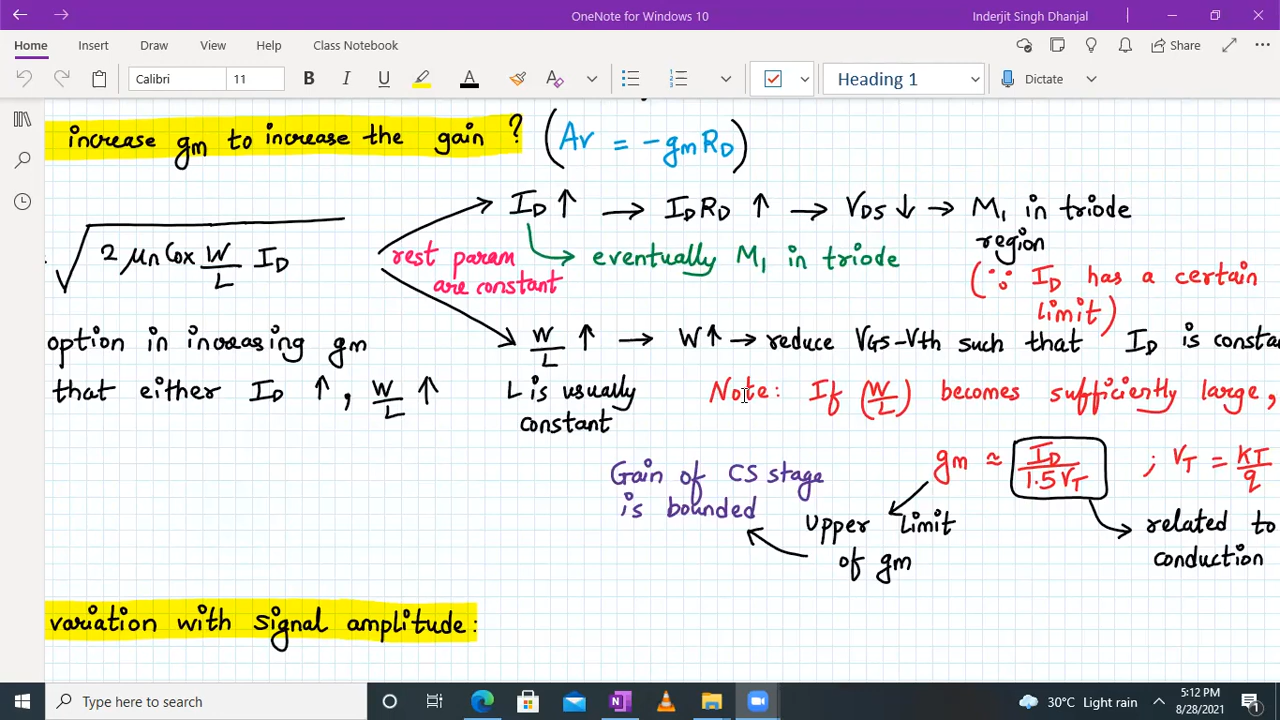 OneNote for Windows 10
Inderjit Singh Dhanjal
Home Insert Draw View Help Class Notebook
Share
Calibri 11 B I U A Heading 1 Dictate
increase gm to increase the gain ? (Av = -gmRD)
ID ↑ → IDRD ↑ → VDS ↓ → M1 in triode
region
√ 2 μnCox W/L ID
rest param
are constant
eventually M1 in triode
(∵ ID has a certain
limit)
W/L ↑ → W↑ → reduce VGS-Vth such that ID is consta
L is usually
constant
option in increasing gm
that either ID ↑, W/L ↑
Note: If (W/L) becomes sufficiently large,
gm ≈ ID/1.5VT ; VT = KT/q
Gain of CS stage
is bounded
Upper limit
of gm
related to
conduction
variation with signal amplitude:
Type here to search
30°C Light rain
5:12 PM
8/28/2021
1